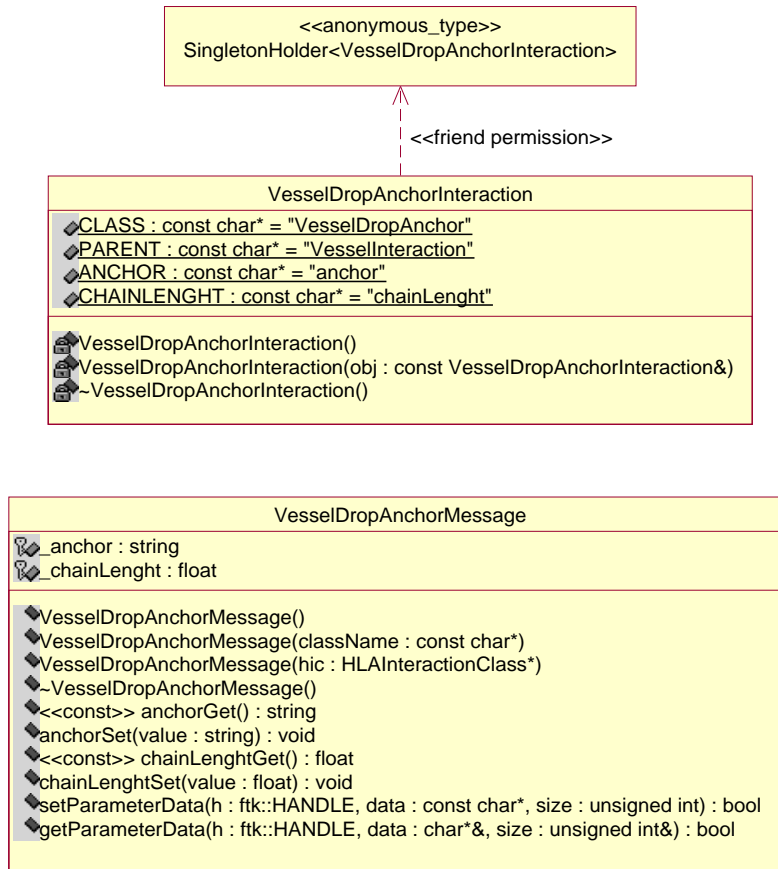 <<anonymous_type>>
SingletonHolder<VesselDropAnchorInteraction>
<<friend permission>>
VesselDropAnchorInteraction
CLASS : const char* = "VesselDropAnchor"
PARENT : const char* = "VesselInteraction"
ANCHOR : const char* = "anchor"
CHAINLENGHT : const char* = "chainLenght"
VesselDropAnchorInteraction()
VesselDropAnchorInteraction(obj : const VesselDropAnchorInteraction&)
~VesselDropAnchorInteraction()
VesselDropAnchorMessage
_anchor : string
_chainLenght : float
VesselDropAnchorMessage()
VesselDropAnchorMessage(className : const char*)
VesselDropAnchorMessage(hic : HLAInteractionClass*)
~VesselDropAnchorMessage()
<<const>> anchorGet() : string
anchorSet(value : string) : void
<<const>> chainLenghtGet() : float
chainLenghtSet(value : float) : void
setParameterData(h : ftk::HANDLE, data : const char*, size : unsigned int) : bool
getParameterData(h : ftk::HANDLE, data : char*&, size : unsigned int&) : bool